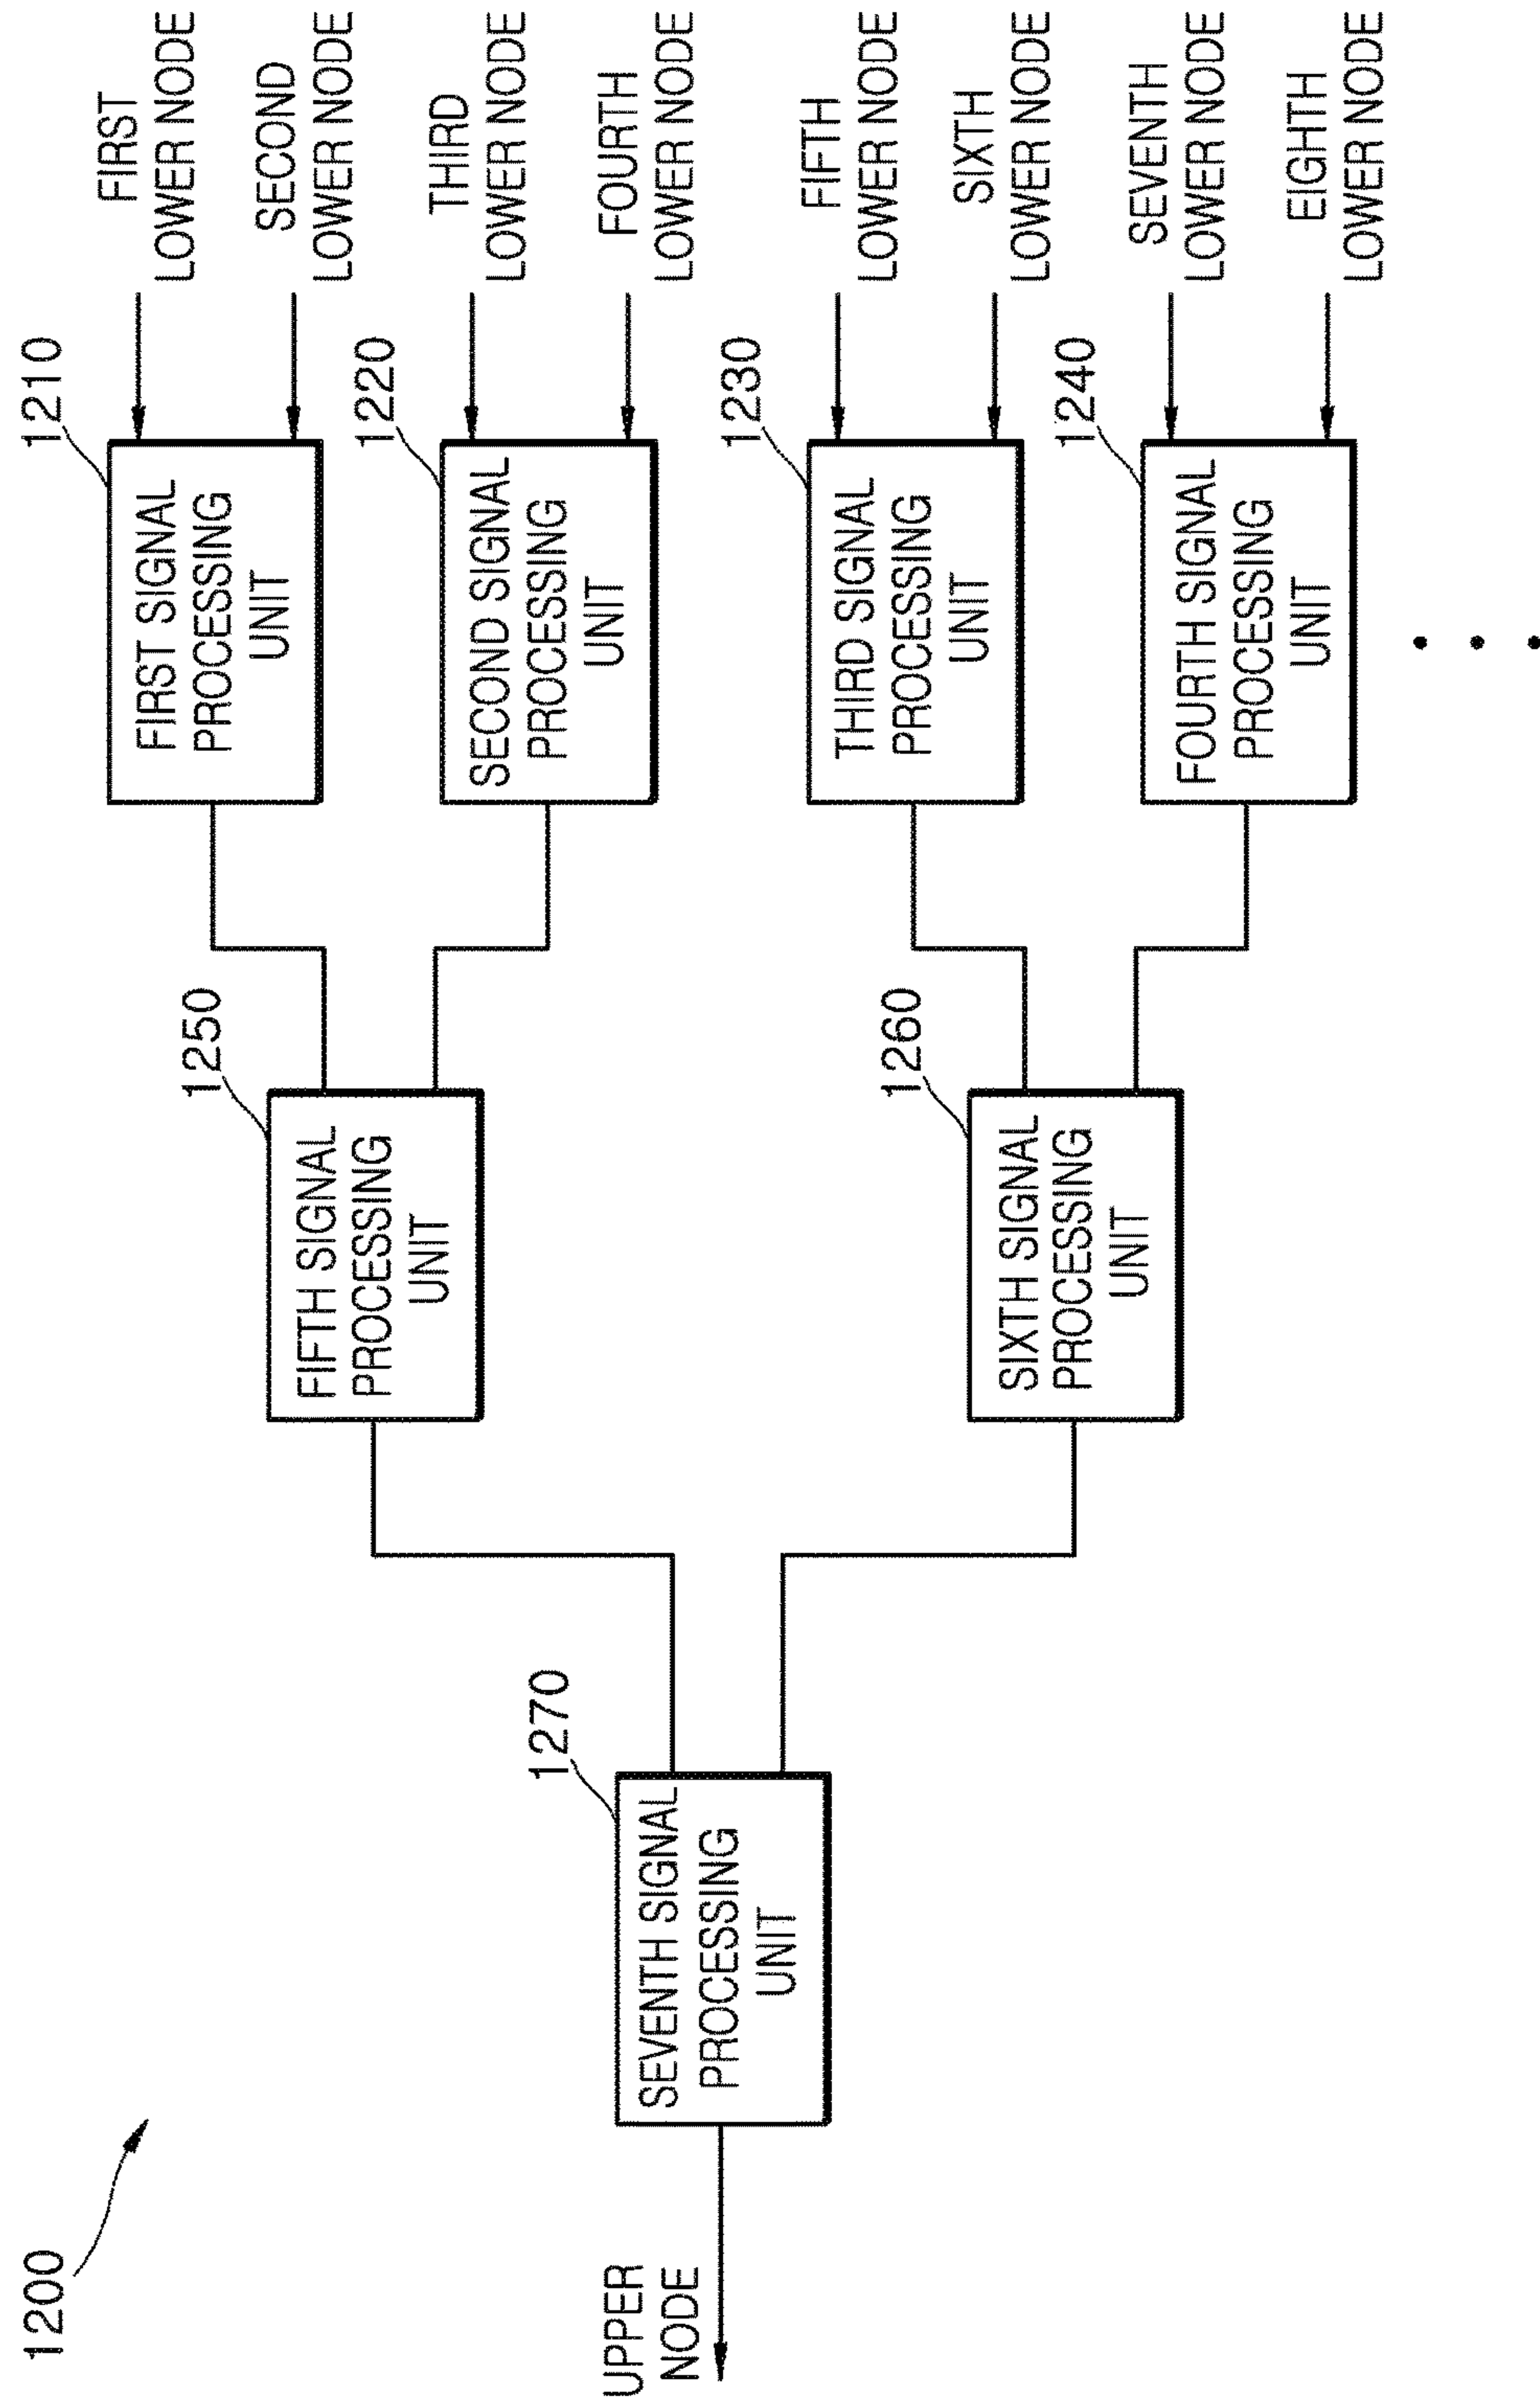 1200
UPPER
NODE
1270
SEVENTH SIGNAL
PROCESSING
UNIT
1250
FIFTH SIGNAL
PROCESSING
UNIT
1260
SIXTH SIGNAL
PROCESSING
UNIT
1210
FIRST SIGNAL
PROCESSING
UNIT
1220
SECOND SIGNAL
PROCESSING
UNIT
1230
THIRD SIGNAL
PROCESSING
UNIT
1240
FOURTH SIGNAL
PROCESSING
UNIT
FIRST
LOWER NODE
SECOND
LOWER NODE
THIRD
LOWER NODE
FOURTH
LOWER NODE
FIFTH
LOWER NODE
SIXTH
LOWER NODE
SEVENTH
LOWER NODE
EIGHTH
LOWER NODE